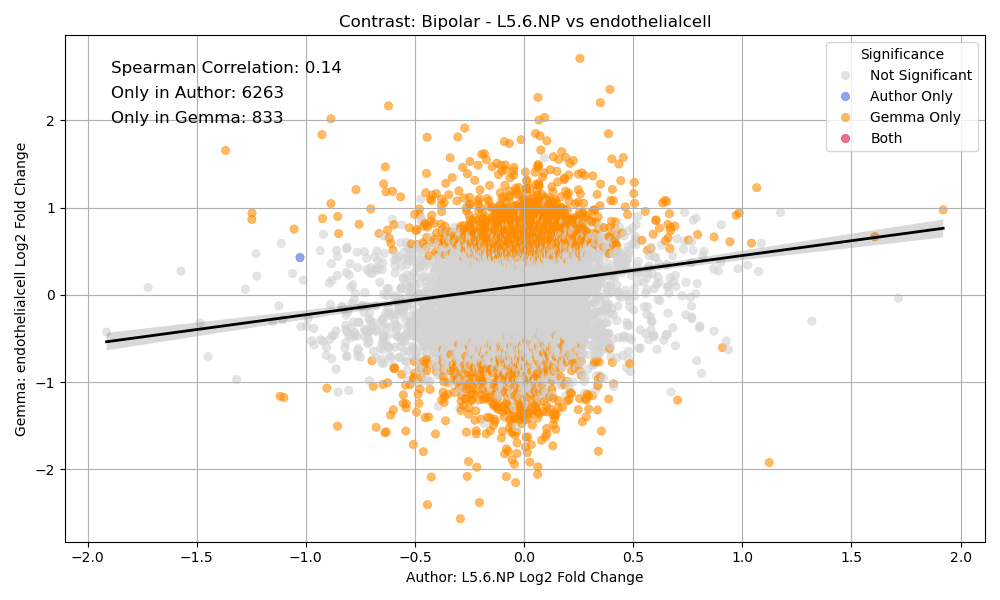 Contrast: Bipolar - L5.6.NP vs endothelialcell
Spearman Correlation: 0.14
Only in Author: 6263
Only in Gemma: 833
Significance
Not Significant
Author Only
Gemma Only
Both
Gemma: endothelialcell Log2 Fold Change
2
1
0
−1
−2
−2.0 −1.5 −1.0 −0.5 0.0 0.5 1.0 1.5 2.0
Author: L5.6.NP Log2 Fold Change